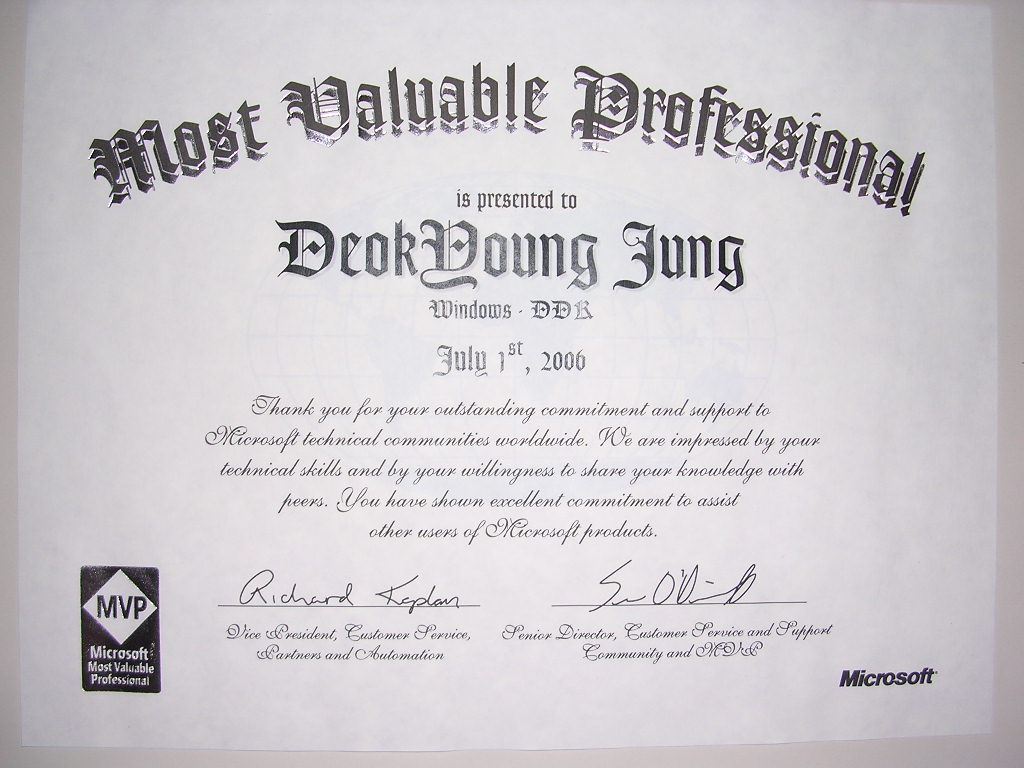 Most Valuable Professional
is presented to
DeokYoung Jung
Windows - DDK
July 1st, 2006
Thank you for your outstanding commitment and support to
Microsoft technical communities worldwide. We are impressed by your
technical skills and by your willingness to share your knowledge with
peers. You have shown excellent commitment to assist
other users of Microsoft products.
Richard Kaplan
Vice President, Customer Service,
Partners and Automation
Senior Director, Customer Service and Support
Community and MVP
MVP
Microsoft
Most Valuable
Professional
Microsoft